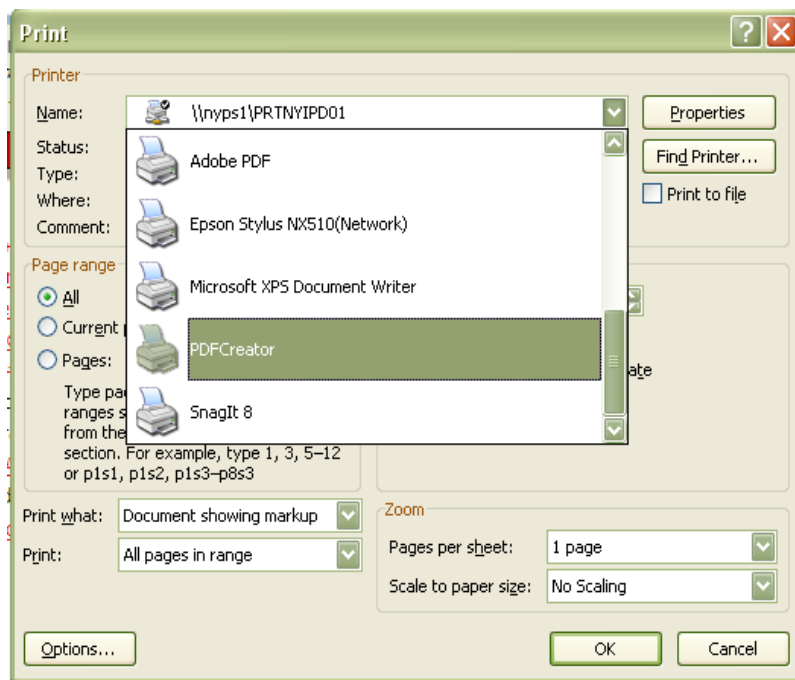 Print
Printer
Name: \\nyps1\PRTNYIPD01 Properties
Status:
Adobe PDF Find Printer...
Type:
Where: Print to file
Comment: Epson Stylus NX510(Network)
Page range
All Microsoft XPS Document Writer
Current
Pages: PDFCreator
Type
ranges SnagIt 8
from the
section. For example, type 1, 3, 5–12
or p1s1, p1s2, p1s3–p8s3
Print what: Document showing markup
Print: All pages in range
Zoom
Pages per sheet: 1 page
Scale to paper size: No Scaling
Options... OK Cancel